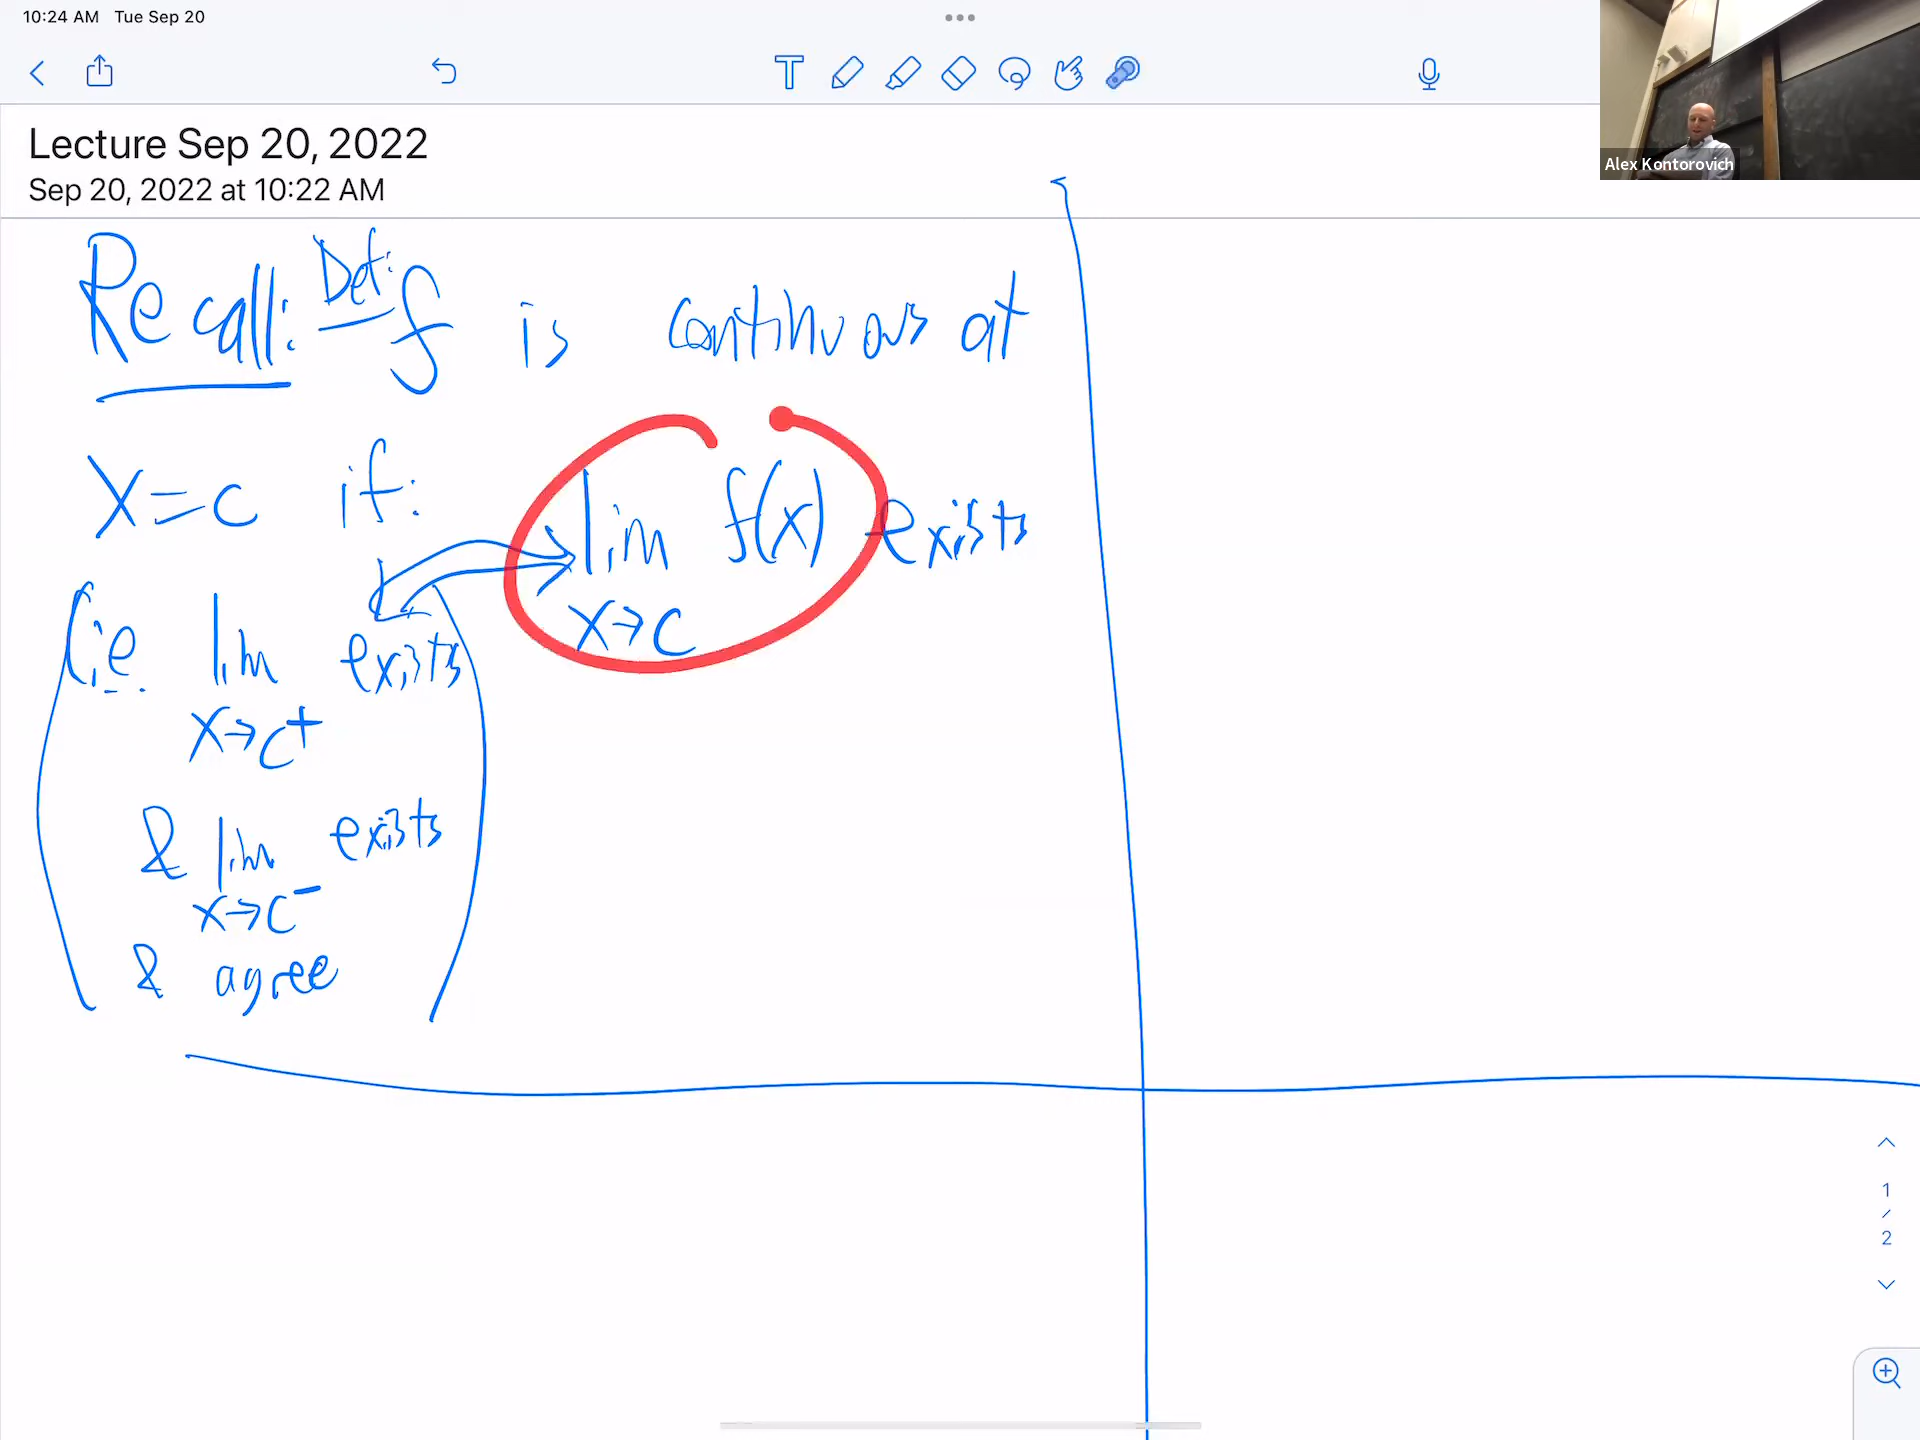 10:24 AM Tue Sep 20
Alex Kontorovich
Lecture Sep 20, 2022
Sep 20, 2022 at 10:22 AM
Recall: Def: f is continuous at
x=c if: lim f(x) exists
x→c
(i.e. lim exists
x→c+
& lim exists
x→c-
& agree)
1
/
2